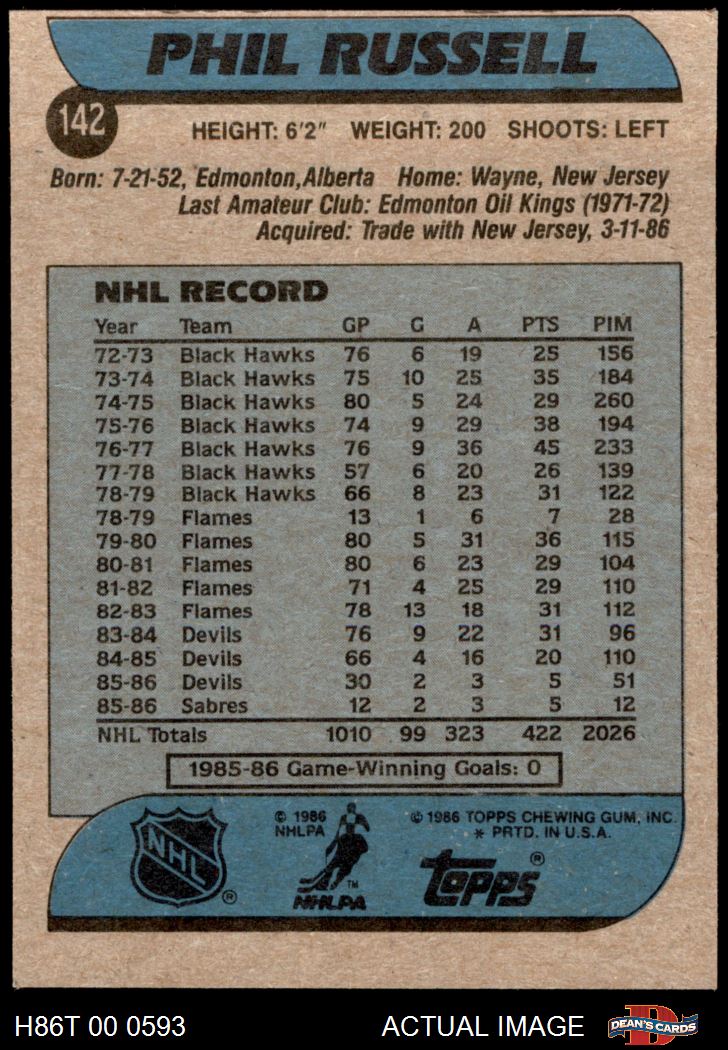 PHIL RUSSELL
142
HEIGHT: 6'2" WEIGHT: 200 SHOOTS: LEFT
Born: 7-21-52, Edmonton,Alberta Home: Wayne, New Jersey
Last Amateur Club: Edmonton Oil Kings (1971-72)
Acquired: Trade with New Jersey, 3-11-86
NHL RECORD
Year Team GP G A PTS PIM
72-73 Black Hawks 76 6 19 25 156
73-74 Black Hawks 75 10 25 35 184
74-75 Black Hawks 80 5 24 29 260
75-76 Black Hawks 74 9 29 38 194
76-77 Black Hawks 76 9 36 45 233
77-78 Black Hawks 57 6 20 26 139
78-79 Black Hawks 66 8 23 31 122
78-79 Flames 13 1 6 7 28
79-80 Flames 80 5 31 36 115
80-81 Flames 80 6 23 29 104
81-82 Flames 71 4 25 29 110
82-83 Flames 78 13 18 31 112
83-84 Devils 76 9 22 31 96
84-85 Devils 66 4 16 20 110
85-86 Devils 30 2 3 5 51
85-86 Sabres 12 2 3 5 12
NHL Totals 1010 99 323 422 2026
1985-86 Game-Winning Goals: 0
NHL ®
© 1986
NHLPA
TM
NHLPA
© 1986 TOPPS CHEWING GUM, INC.
* PRTD. IN U.S.A.
topps ®
H86T 00 0593 ACTUAL IMAGE
D
DEAN'S CARDS